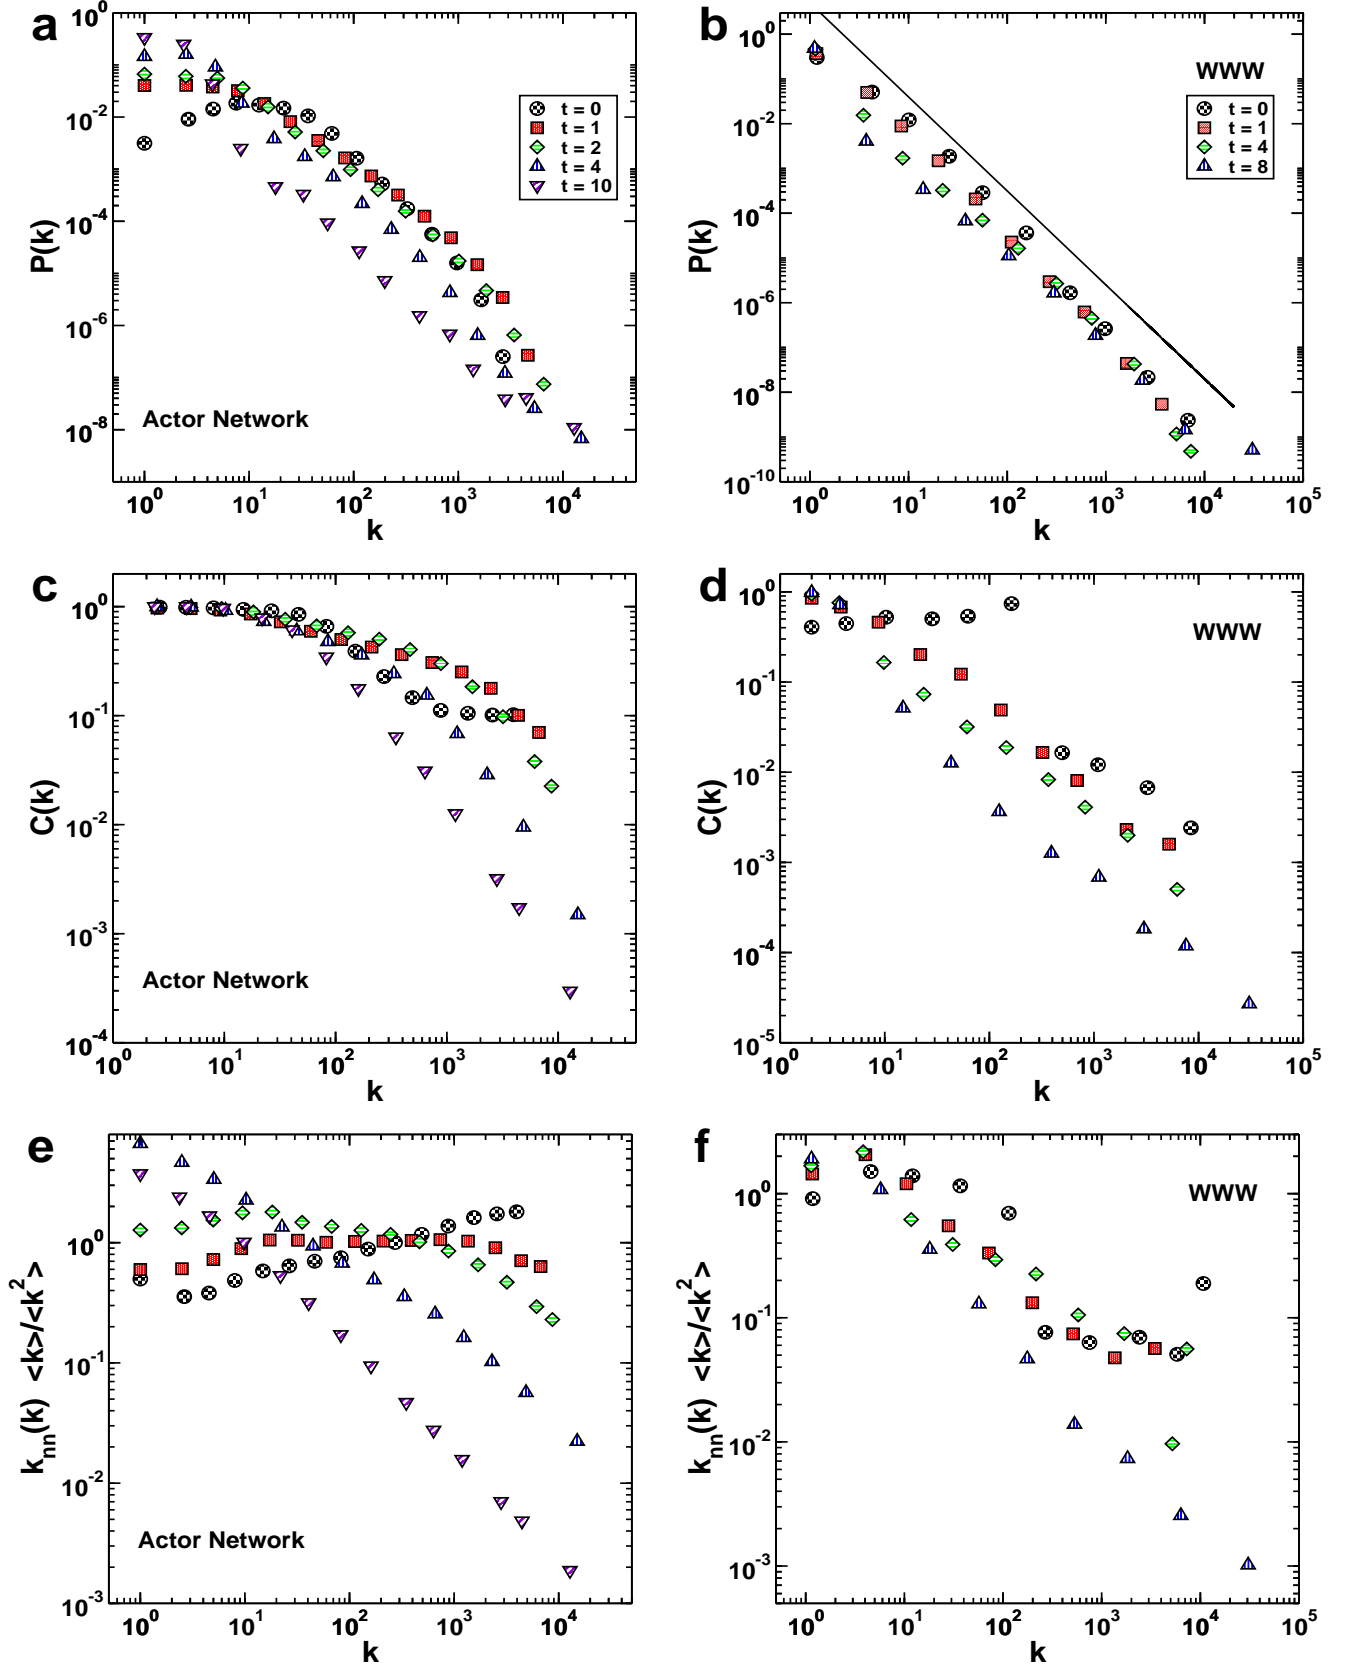 a
10^0
10^-2
10^-4
10^-6
10^-8
P(k)
t = 0
t = 1
t = 2
t = 4
t = 10
Actor Network
10^0 10^1 10^2 10^3 10^4
k
b
10^0
10^-2
10^-4
10^-6
10^-8
10^-10
P(k)
WWW
t = 0
t = 1
t = 4
t = 8
10^0 10^1 10^2 10^3 10^4 10^5
k
c
10^0
10^-1
10^-2
10^-3
10^-4
C(k)
Actor Network
10^0 10^1 10^2 10^3 10^4
k
d
10^0
10^-1
10^-2
10^-3
10^-4
10^-5
C(k)
WWW
10^0 10^1 10^2 10^3 10^4 10^5
k
e
10^0
10^-1
10^-2
10^-3
k_nn(k) <k>/<k^2>
Actor Network
10^0 10^1 10^2 10^3 10^4
k
f
10^0
10^-1
10^-2
10^-3
k_nn(k) <k>/<k^2>
WWW
10^0 10^1 10^2 10^3 10^4 10^5
k